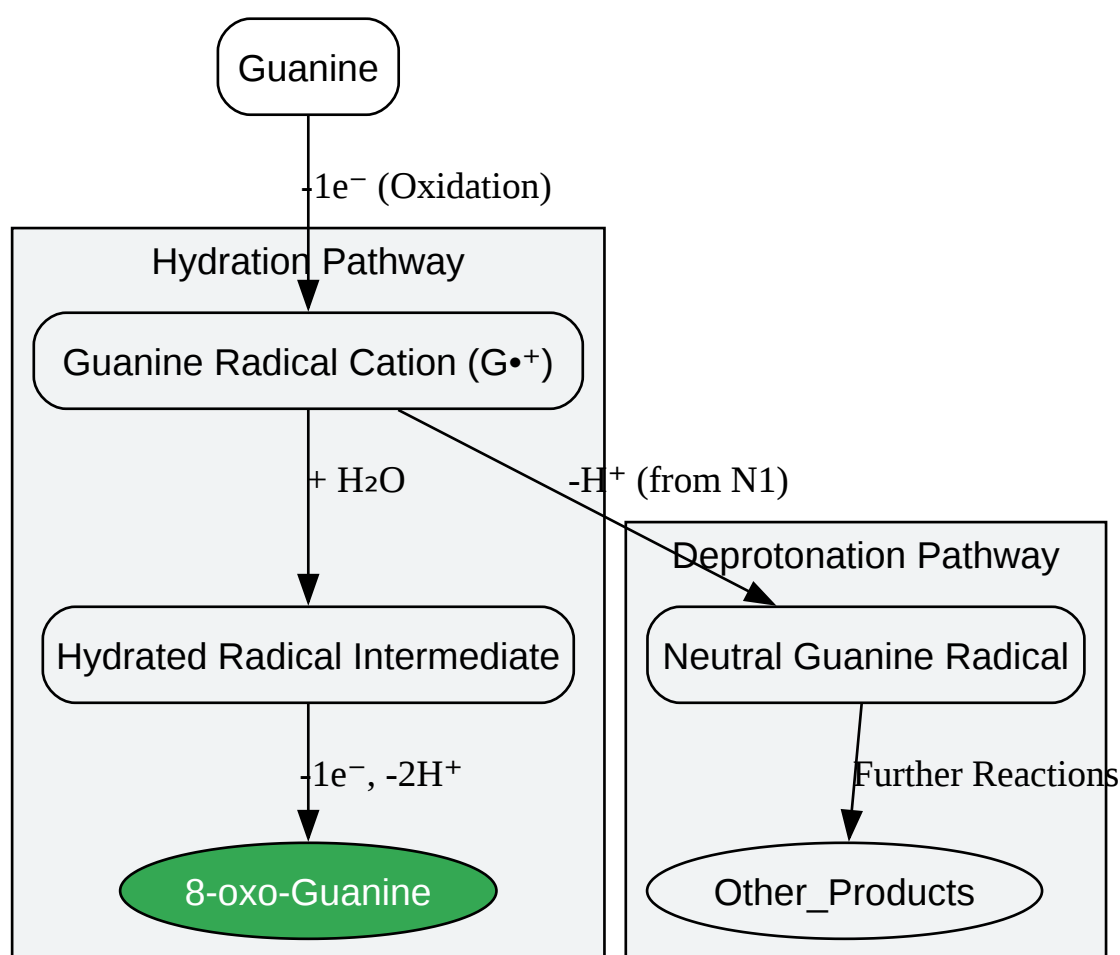 Guanine
-1e⁻ (Oxidation)
Hydration Pathway
Guanine Radical Cation (G•⁺)
+ H₂O
-H⁺ (from N1)
Deprotonation Pathway
Hydrated Radical Intermediate
Neutral Guanine Radical
-1e⁻, -2H⁺
Further Reactions
8-oxo-Guanine
Other_Products